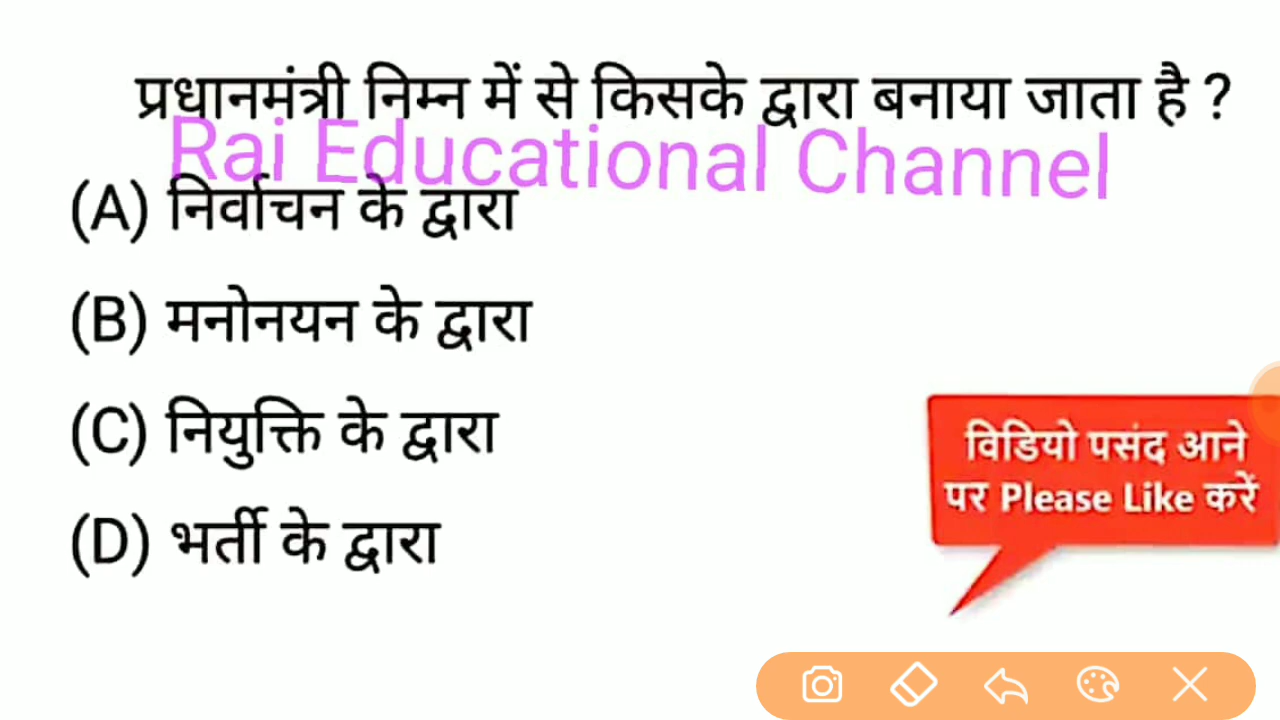 प्रधानमंत्री निम्न में से किसके द्वारा बनाया जाता है ?
Rai Educational Channel
(A) निर्वाचन के द्वारा
(B) मनोनयन के द्वारा
(C) नियुक्ति के द्वारा
(D) भर्ती के द्वारा
विडियो पसंद आने
पर Please Like करें